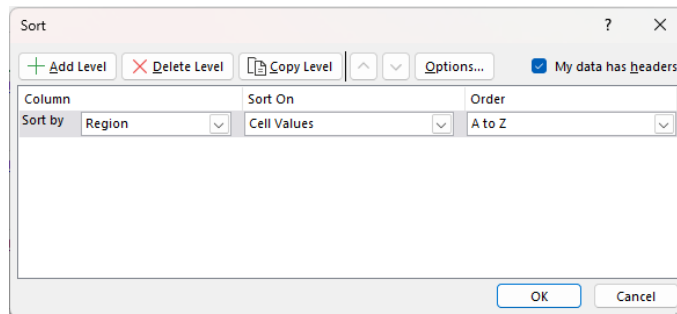 Sort ?
Add Level Delete Level Copy Level Options... My data has headers
Column Sort On Order
Sort by Region Cell Values A to Z
OK Cancel